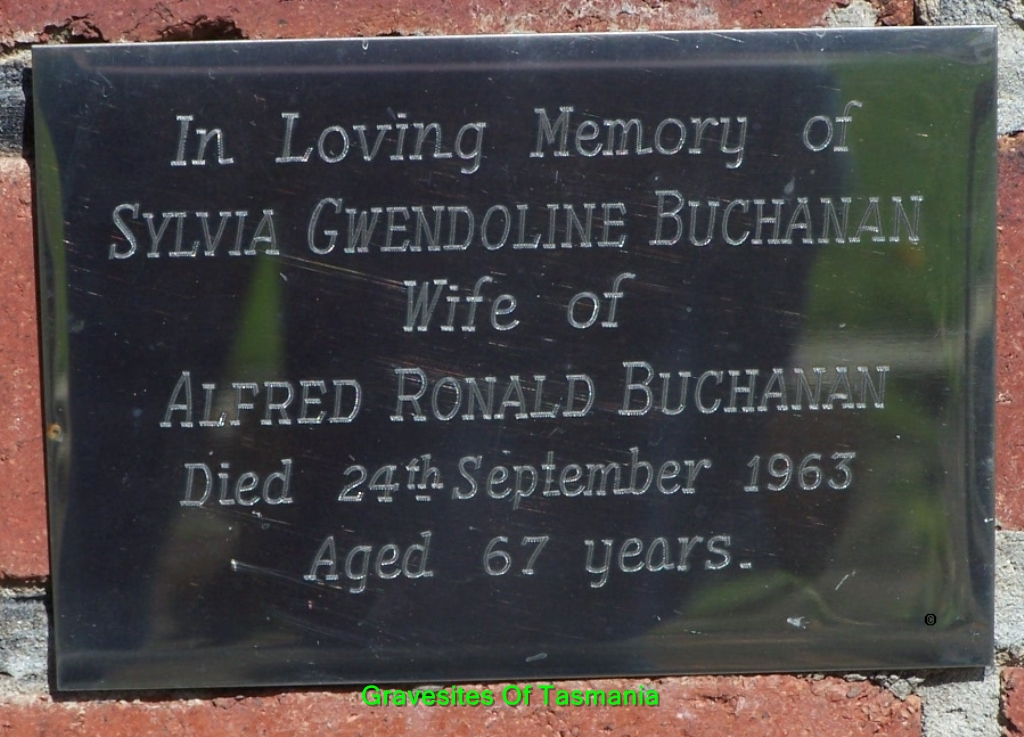 In Loving Memory of
SYLVIA GWENDOLINE BUCHANAN
Wife of
ALFRED RONALD BUCHANAN
Died 24th September 1963
Aged 67 years.
©
Gravesites Of Tasmania